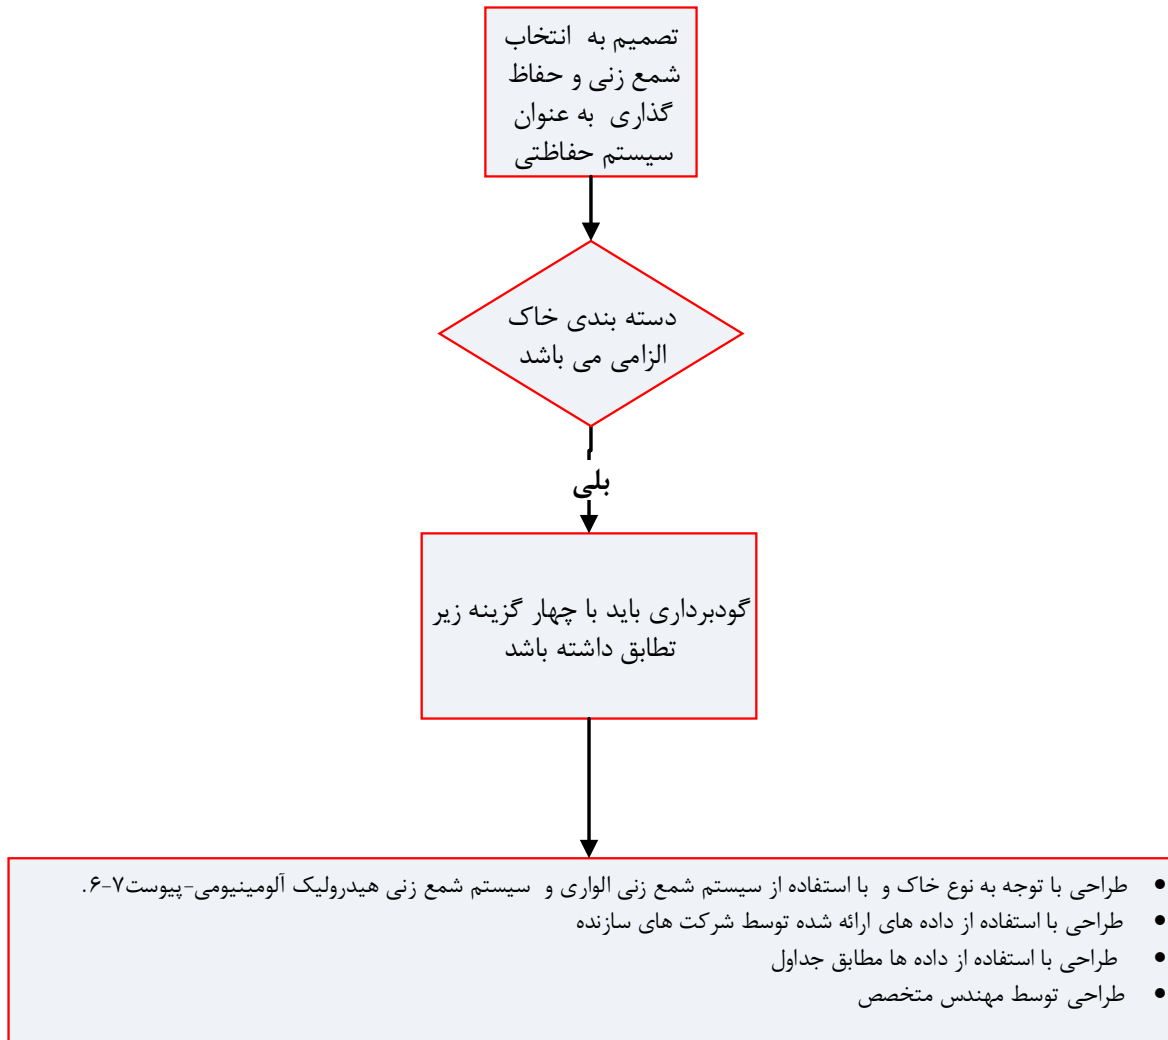 تصمیم به انتخاب
شمع زنی و حفاظ
گذاری به عنوان
سیستم حفاظتی
دسته بندی خاک
الزامی می باشد
بلی
گودبرداری باید با چهار گزینه زیر
تطابق داشته باشد
• طراحی با توجه به نوع خاک و با استفاده از سیستم شمع زنی الواری و سیستم شمع زنی هیدرولیک آلومینیومی-پیوست۷-۶.
• طراحی با استفاده از داده های ارائه شده توسط شرکت های سازنده
• طراحی با استفاده از داده ها مطابق جداول
• طراحی توسط مهندس متخصص